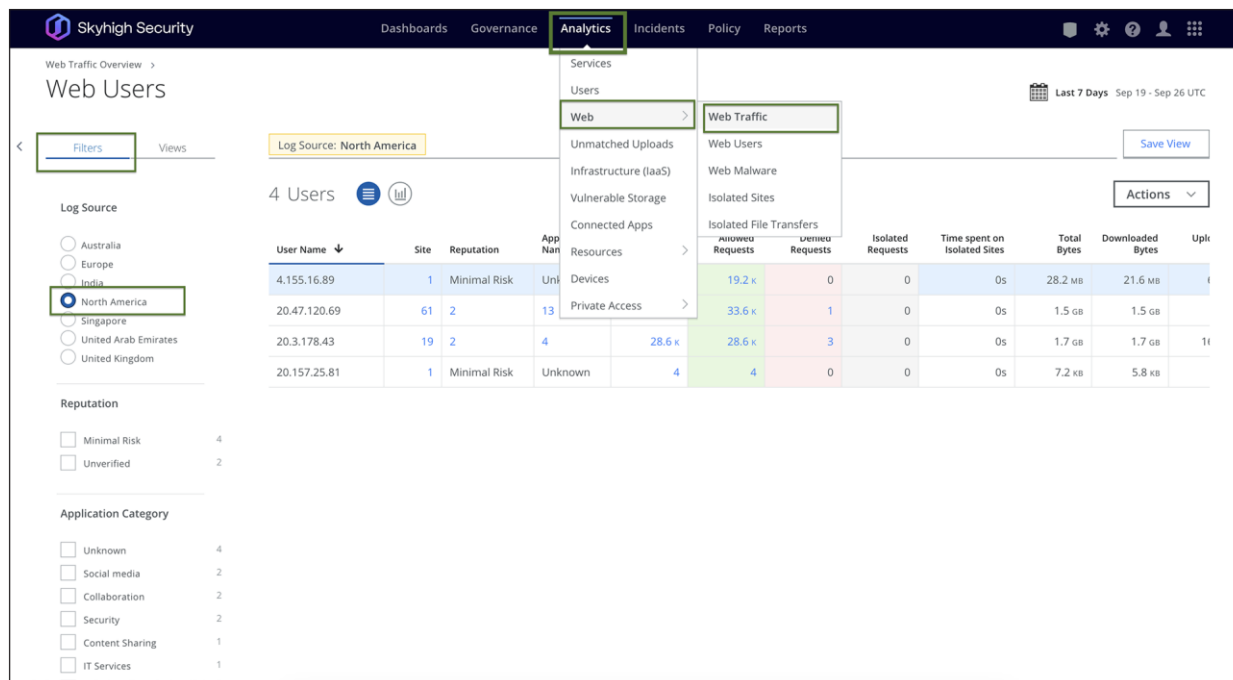 Skyhigh Security
Dashboards Governance Analytics Incidents Policy Reports
Web Traffic Overview >
Web Users
Last 7 Days Sep 19 - Sep 26 UTC
Services
Users
Web
Unmatched Uploads
Infrastructure (IaaS)
Vulnerable Storage
Connected Apps
Resources
Devices
Private Access
Web Traffic
Web Users
Web Malware
Isolated Sites
Isolated File Transfers
Filters Views
Log Source: North America
Save View
4 Users
Actions
Log Source
Australia
Europe
India
North America
Singapore
United Arab Emirates
United Kingdom
Reputation
Minimal Risk 4
Unverified 2
Application Category
Unknown 4
Social media 2
Collaboration 2
Security 2
Content Sharing 1
IT Services 1
User Name Site Reputation Allowed Requests Denied Requests Isolated Requests Time spent on Isolated Sites Total Bytes Downloaded Bytes
4.155.16.89 1 Minimal Risk 19.2 K 0 0 0s 28.2 MB 21.6 MB
20.47.120.69 61 2 13 33.6 K 1 0 0s 1.5 GB 1.5 GB
20.3.178.43 19 2 4 28.6 K 28.6 K 3 0 0s 1.7 GB 1.7 GB
20.157.25.81 1 Minimal Risk Unknown 4 4 0 0 0s 7.2 KB 5.8 KB